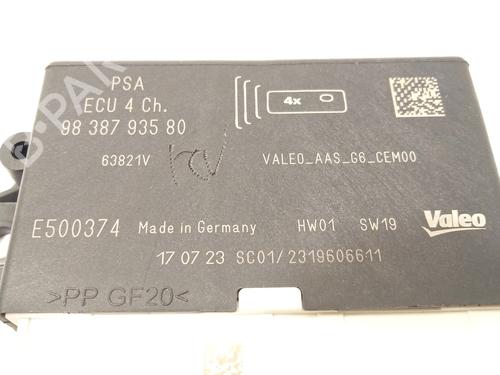 PSA
ECU 4 Ch.
98 387 935 80
4x
63821V
VALEO_AAS_G6_CEM00
E500374 Made in Germany HW01 SW19 Valeo
17 07 23 SC01/2319606611
>PP GF20<